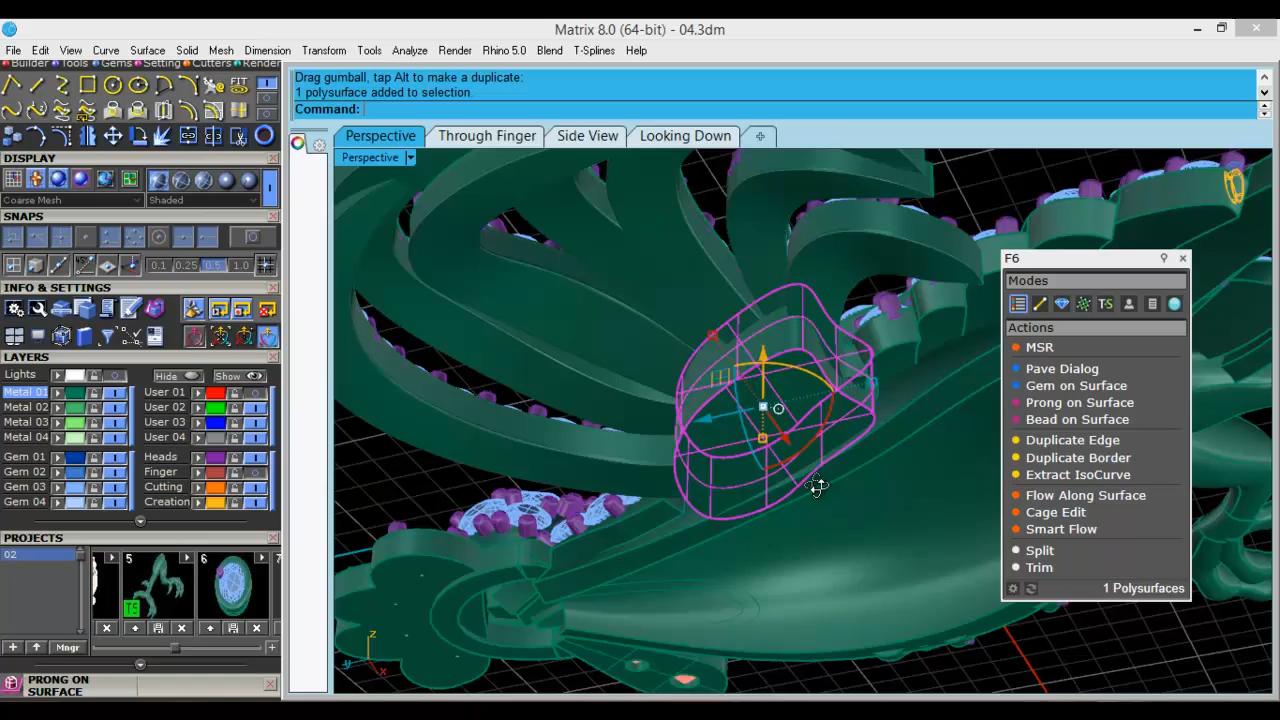 Matrix 8.0 (64-bit) - 04.3dm
File Edit View Curve Surface Solid Mesh Dimension Transform Tools Analyze Render Rhino 5.0 Blend T-Splines Help
Builder Tools Gems Setting Cutters Render
Drag gumball, tap Alt to make a duplicate:
1 polysurface added to selection.
Command:
FIT
Perspective Through Finger Side View Looking Down
Perspective
DISPLAY
Coarse Mesh Shaded
SNAPS
0.1 0.25 0.5 1.0
INFO & SETTINGS
LAYERS
Lights Hide Show
Metal 01 User 01
Metal 02 User 02
Metal 03 User 03
Metal 04 User 04
Gem 01 Heads
Gem 02 Finger
Gem 03 Cutting
Gem 04 Creation
PROJECTS
02
5 6 7
TS
Mngr
PRONG ON
SURFACE
F6
Modes
TS
Actions
MSR
Pave Dialog
Gem on Surface
Prong on Surface
Bead on Surface
Duplicate Edge
Duplicate Border
Extract IsoCurve
Flow Along Surface
Cage Edit
Smart Flow
Split
Trim
1 Polysurfaces
z
y
x